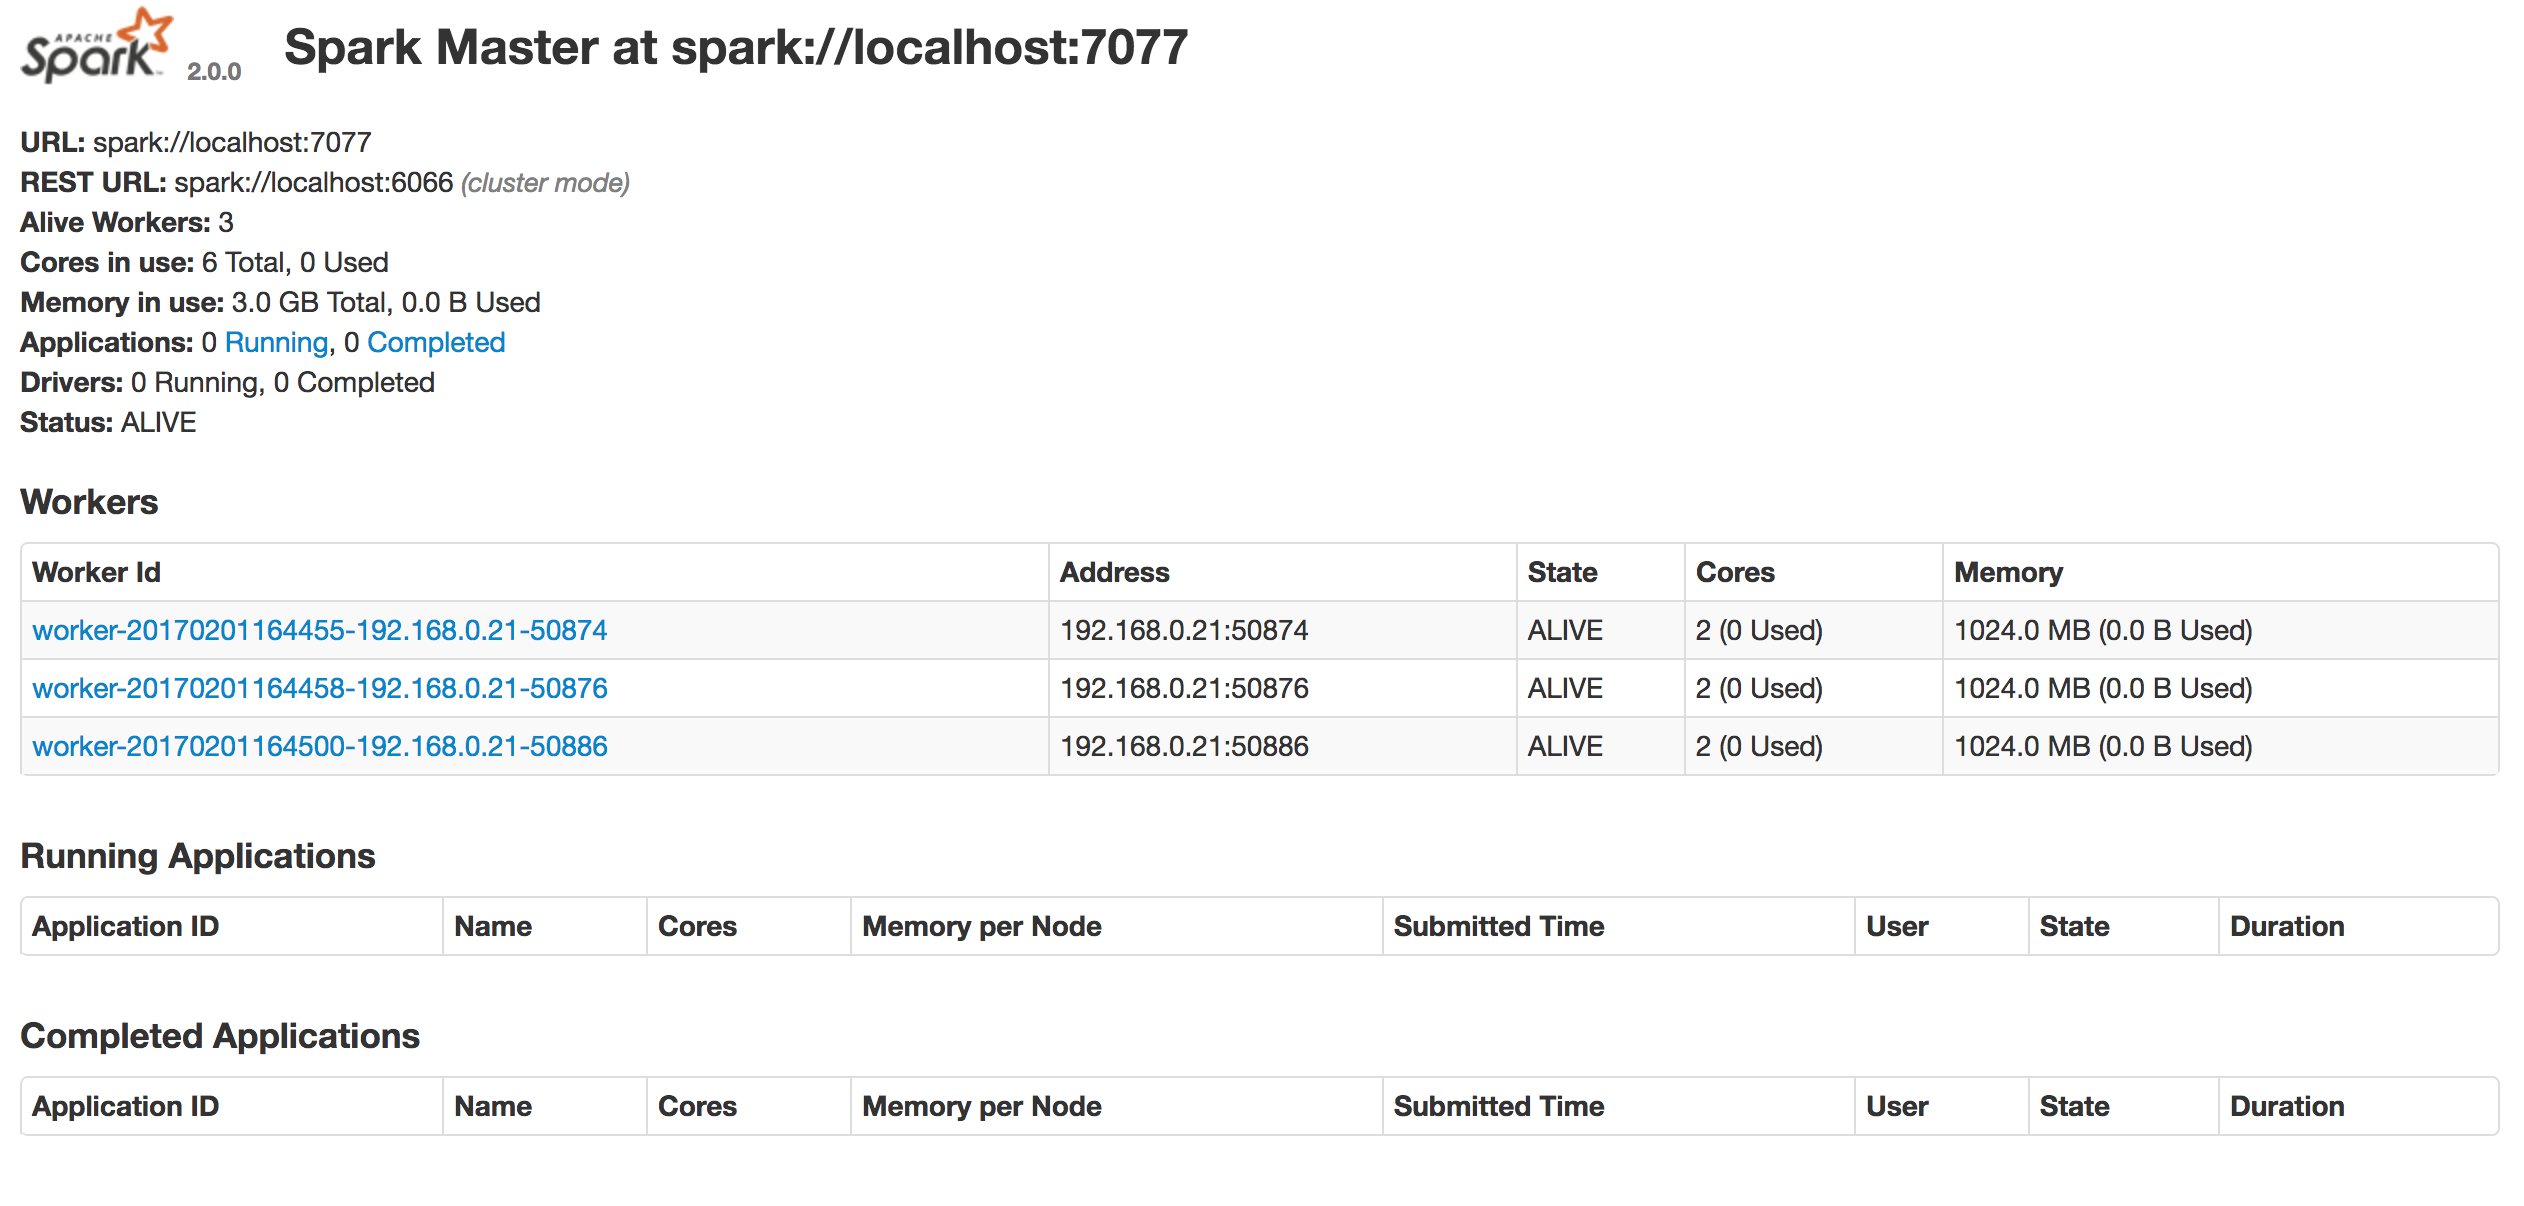 APACHE
Spark™ 2.0.0 Spark Master at spark://localhost:7077
URL: spark://localhost:7077
REST URL: spark://localhost:6066 (cluster mode)
Alive Workers: 3
Cores in use: 6 Total, 0 Used
Memory in use: 3.0 GB Total, 0.0 B Used
Applications: 0 Running, 0 Completed
Drivers: 0 Running, 0 Completed
Status: ALIVE
Workers
Worker Id Address State Cores Memory
worker-20170201164455-192.168.0.21-50874 192.168.0.21:50874 ALIVE 2 (0 Used) 1024.0 MB (0.0 B Used)
worker-20170201164458-192.168.0.21-50876 192.168.0.21:50876 ALIVE 2 (0 Used) 1024.0 MB (0.0 B Used)
worker-20170201164500-192.168.0.21-50886 192.168.0.21:50886 ALIVE 2 (0 Used) 1024.0 MB (0.0 B Used)
Running Applications
Application ID Name Cores Memory per Node Submitted Time User State Duration
Completed Applications
Application ID Name Cores Memory per Node Submitted Time User State Duration